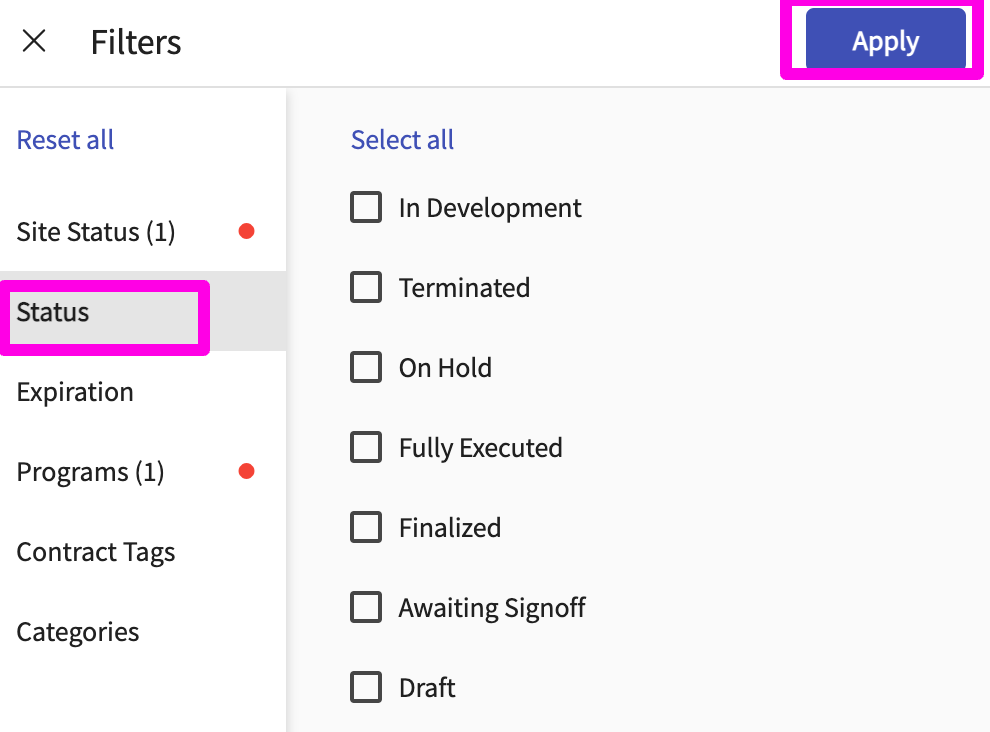 Filters
Apply
Reset all
Site Status (1)
Status
Expiration
Programs (1)
Contract Tags
Categories
Select all
In Development
Terminated
On Hold
Fully Executed
Finalized
Awaiting Signoff
Draft